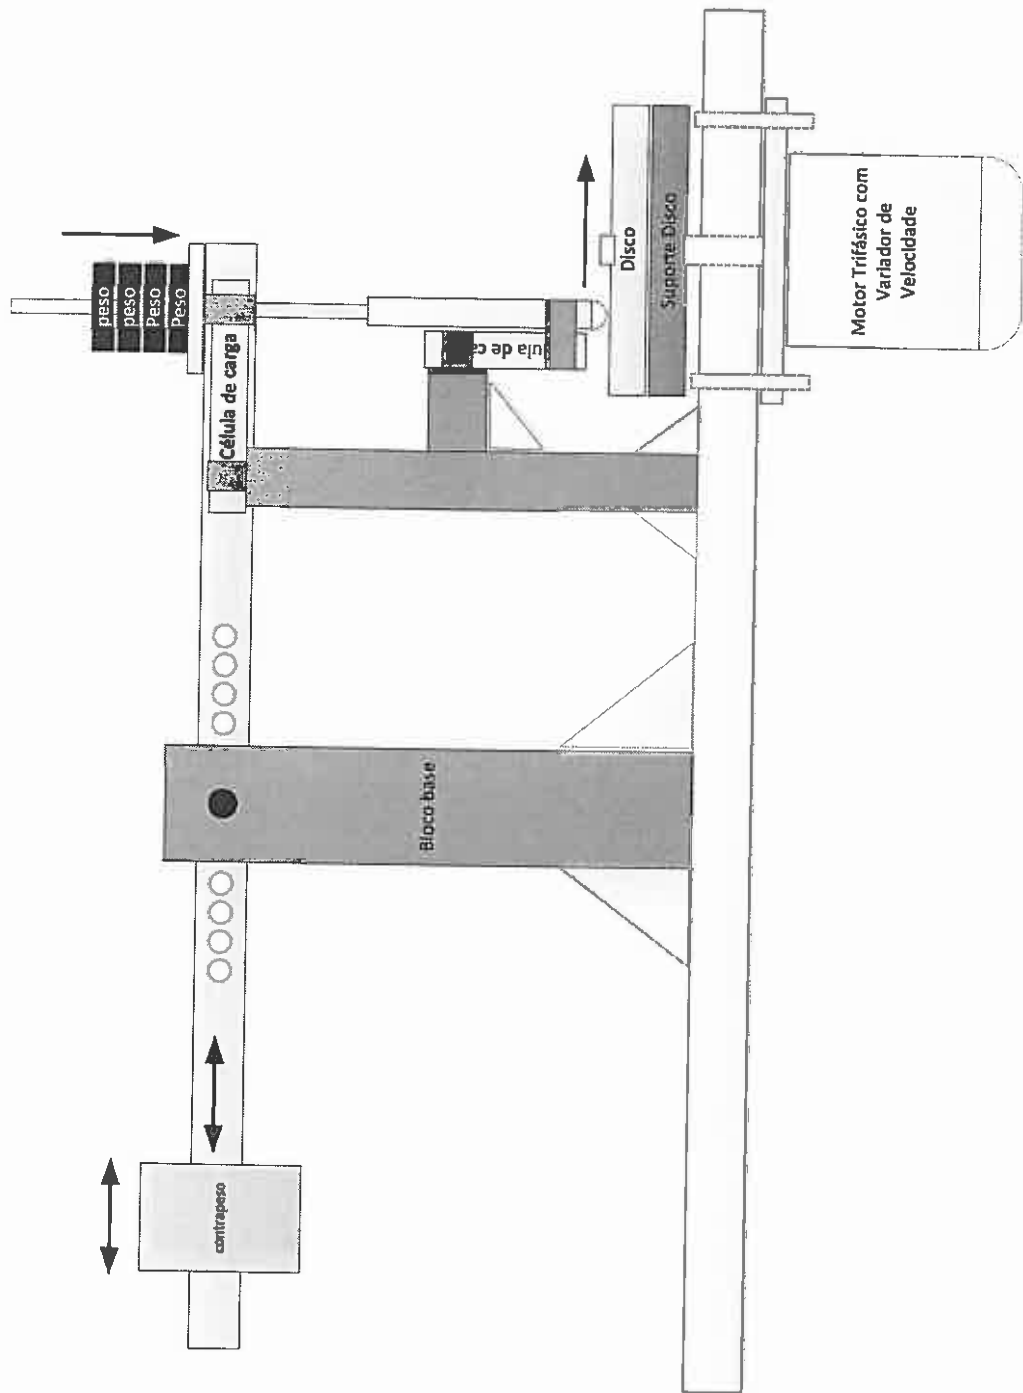 peso
peso
Peso
Peso
Célula de carga
ula de ca
Disco
Suporte Disco
Motor Trifásico com
Variador de
Velocidade
Bloco base
contrapeso